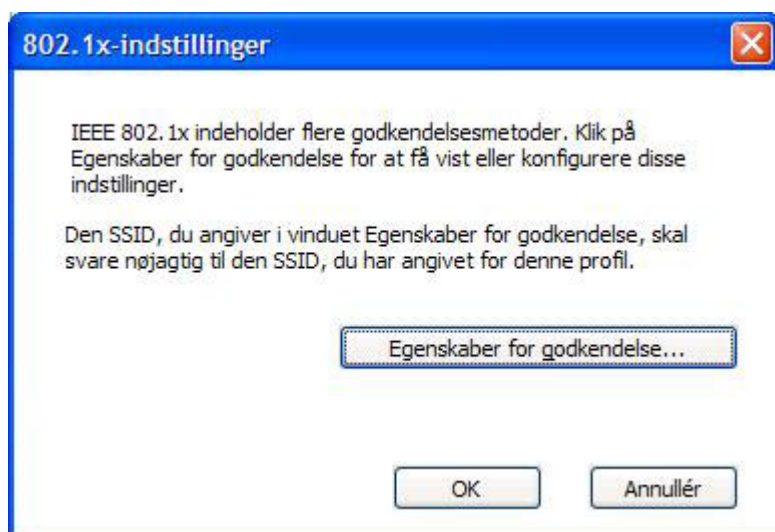 802.1x-indstillinger
IEEE 802.1x indeholder flere godkendelsesmetoder. Klik på
Egenskaber for godkendelse for at få vist eller konfigurere disse
indstillinger.
Den SSID, du angiver i vinduet Egenskaber for godkendelse, skal
svare nøjagtig til den SSID, du har angivet for denne profil.
Egenskaber for godkendelse...
OK
Annullér